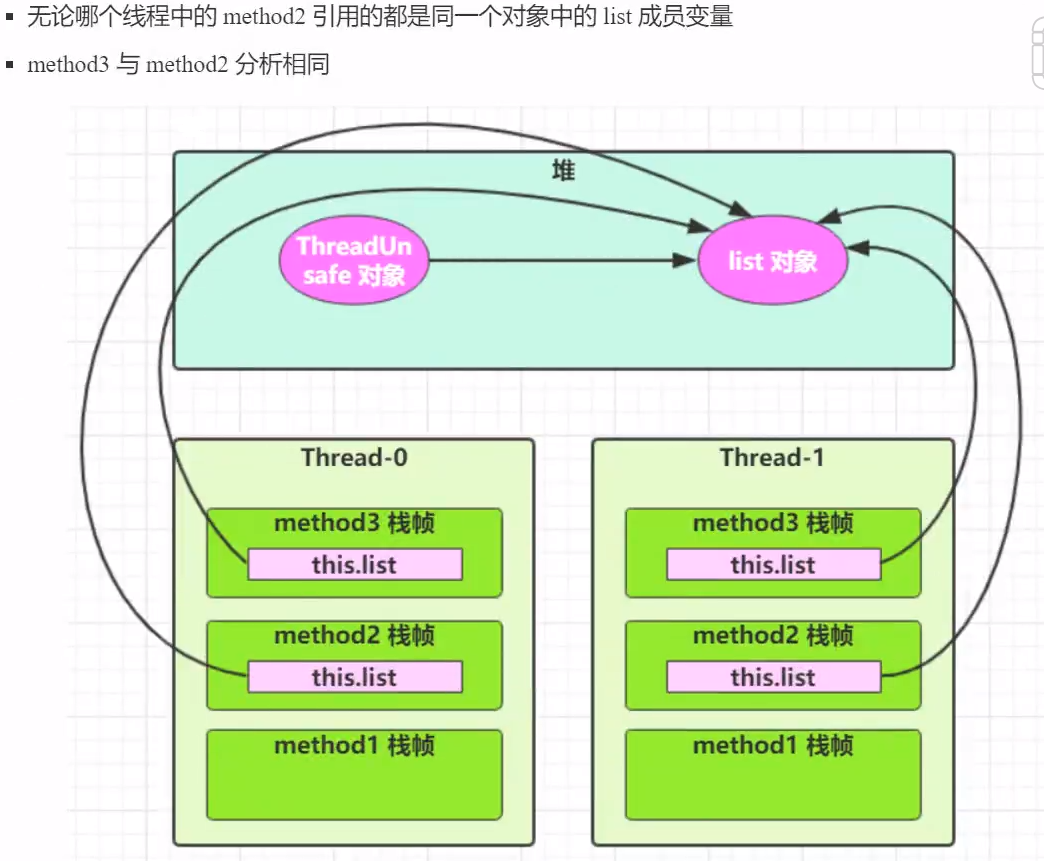 无论哪个线程中的 method2 引用的都是同一个对象中的 list 成员变量
method3 与 method2 分析相同
堆
ThreadUn
safe 对象
list 对象
Thread-0
method3 栈帧
this.list
method2 栈帧
this.list
method1 栈帧
Thread-1
method3 栈帧
this.list
method2 栈帧
this.list
method1 栈帧